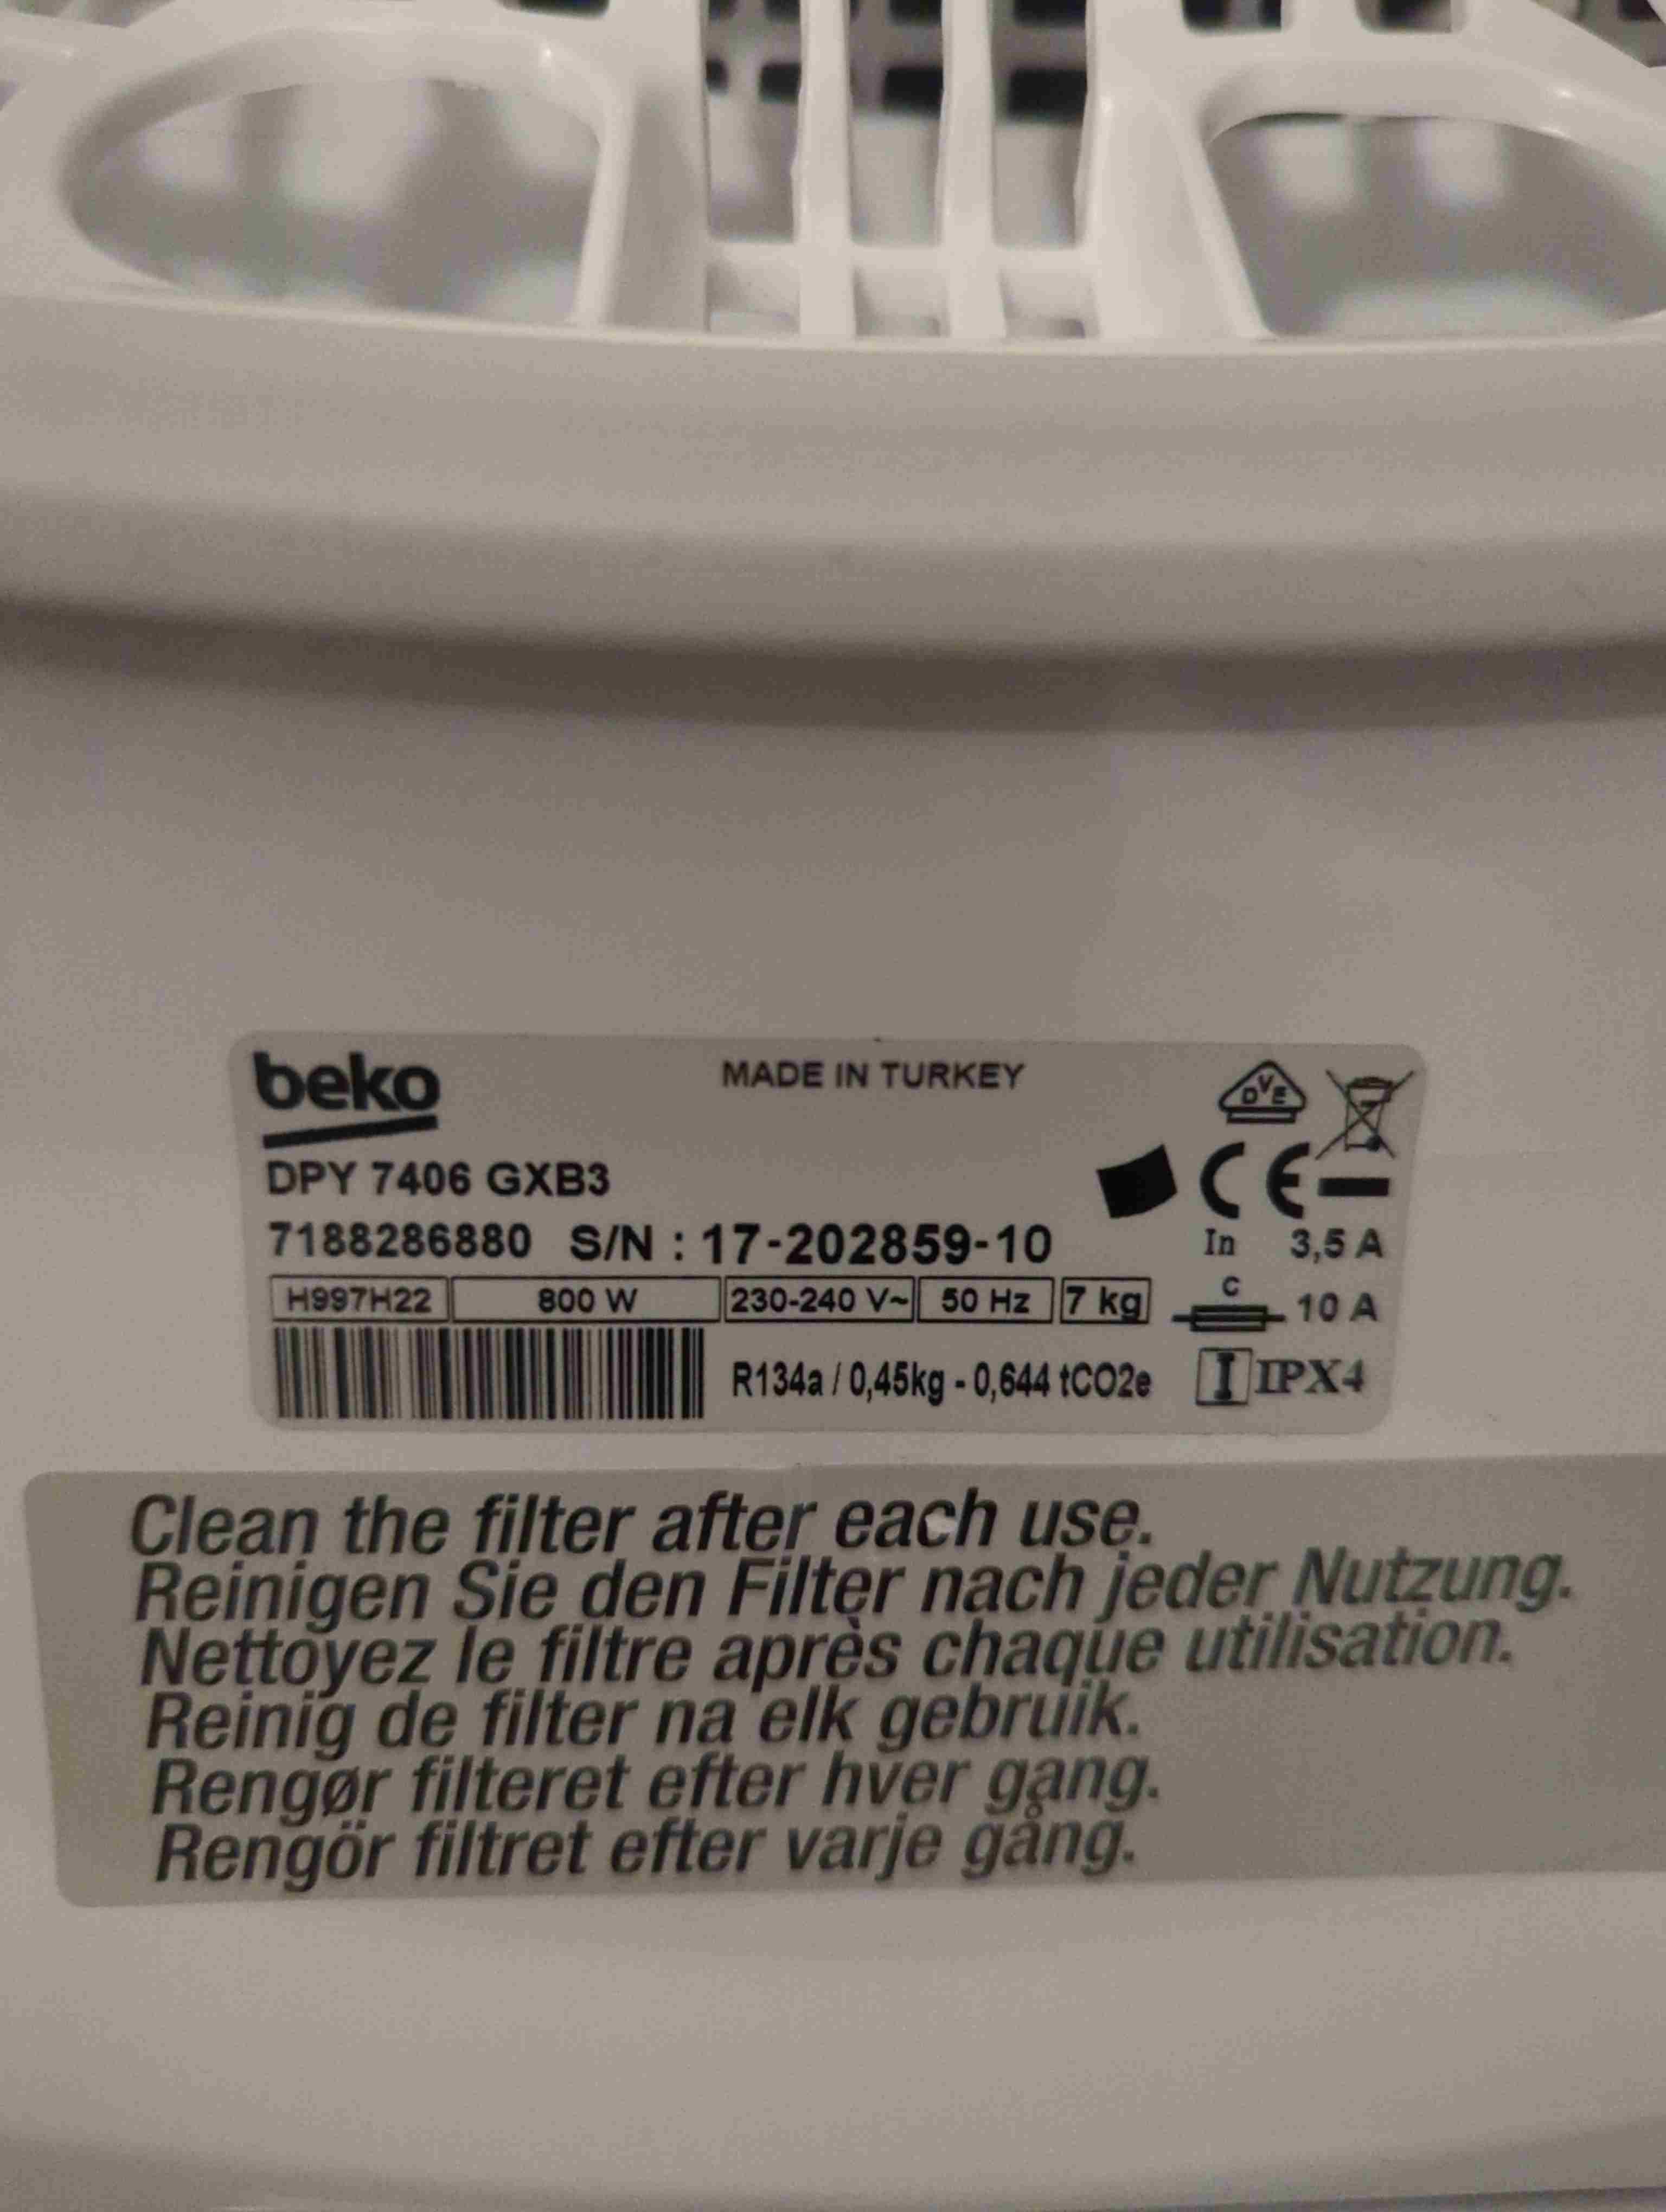 beko
MADE IN TURKEY
DVE
DPY 7406 GXB3
CE
7188286880 S/N : 17-202859-10
In 3,5 A
H997H22 800 W 230-240 V~ 50 Hz 7 kg
C 10 A
R134a / 0,45kg - 0,644 tCO2e
I IPX4
Clean the filter after each use.
Reinigen Sie den Filter nach jeder Nutzung.
Nettoyez le filtre après chaque utilisation.
Reinig de filter na elk gebruik.
Rengør filteret efter hver gang.
Rengör filtret efter varje gång.